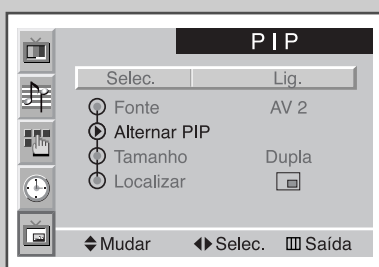 PIP
Selec. Lig.
Fonte AV 2
Alternar PIP
Tamanho Dupla
Localizar
Mudar Selec. Saída